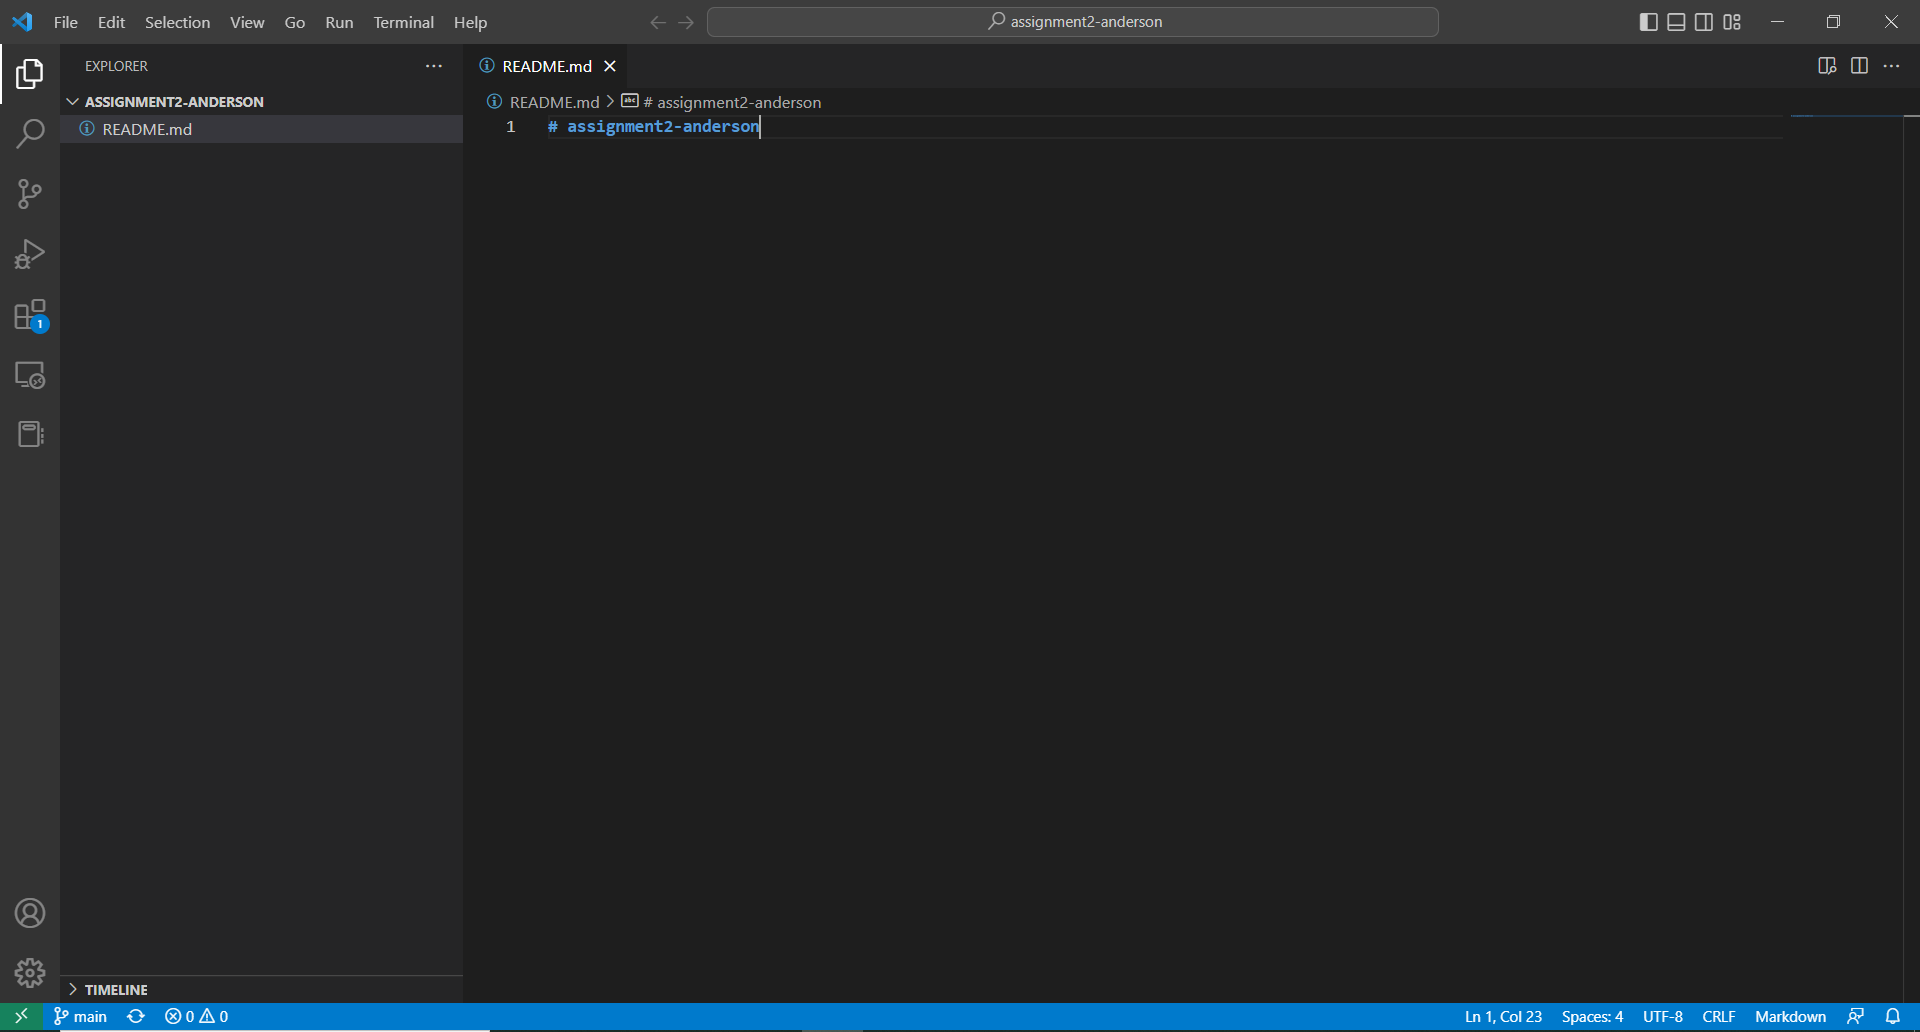 File Edit Selection View Go Run Terminal Help
assignment2-anderson
EXPLORER
ASSIGNMENT2-ANDERSON
README.md
README.md
README.md > # assignment2-anderson
1 # assignment2-anderson
1
TIMELINE
main 0 0
Ln 1, Col 23 Spaces: 4 UTF-8 CRLF Markdown